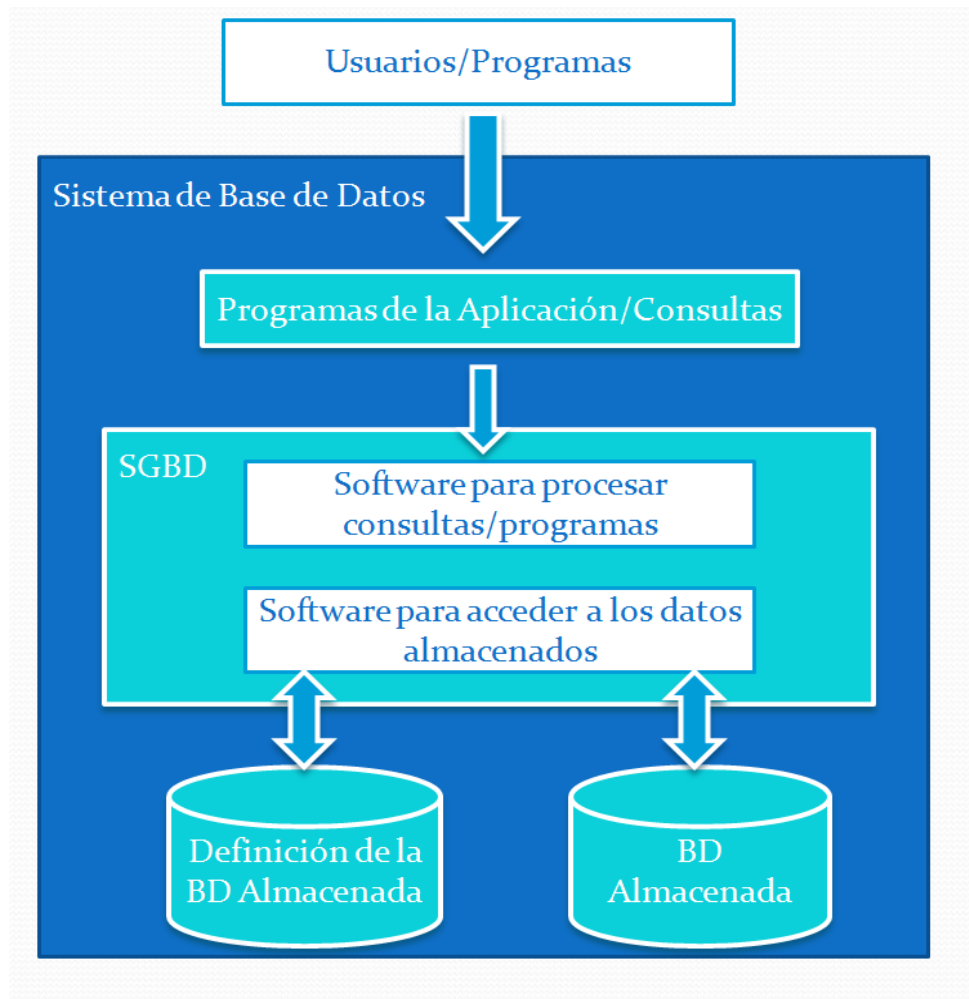 Usuarios/Programas
Sistema de Base de Datos
Programas de la Aplicación/Consultas
SGBD
Software para procesar
consultas/programas
Software para acceder a los datos
almacenados
Definición de la
BD Almacenada
BD
Almacenada